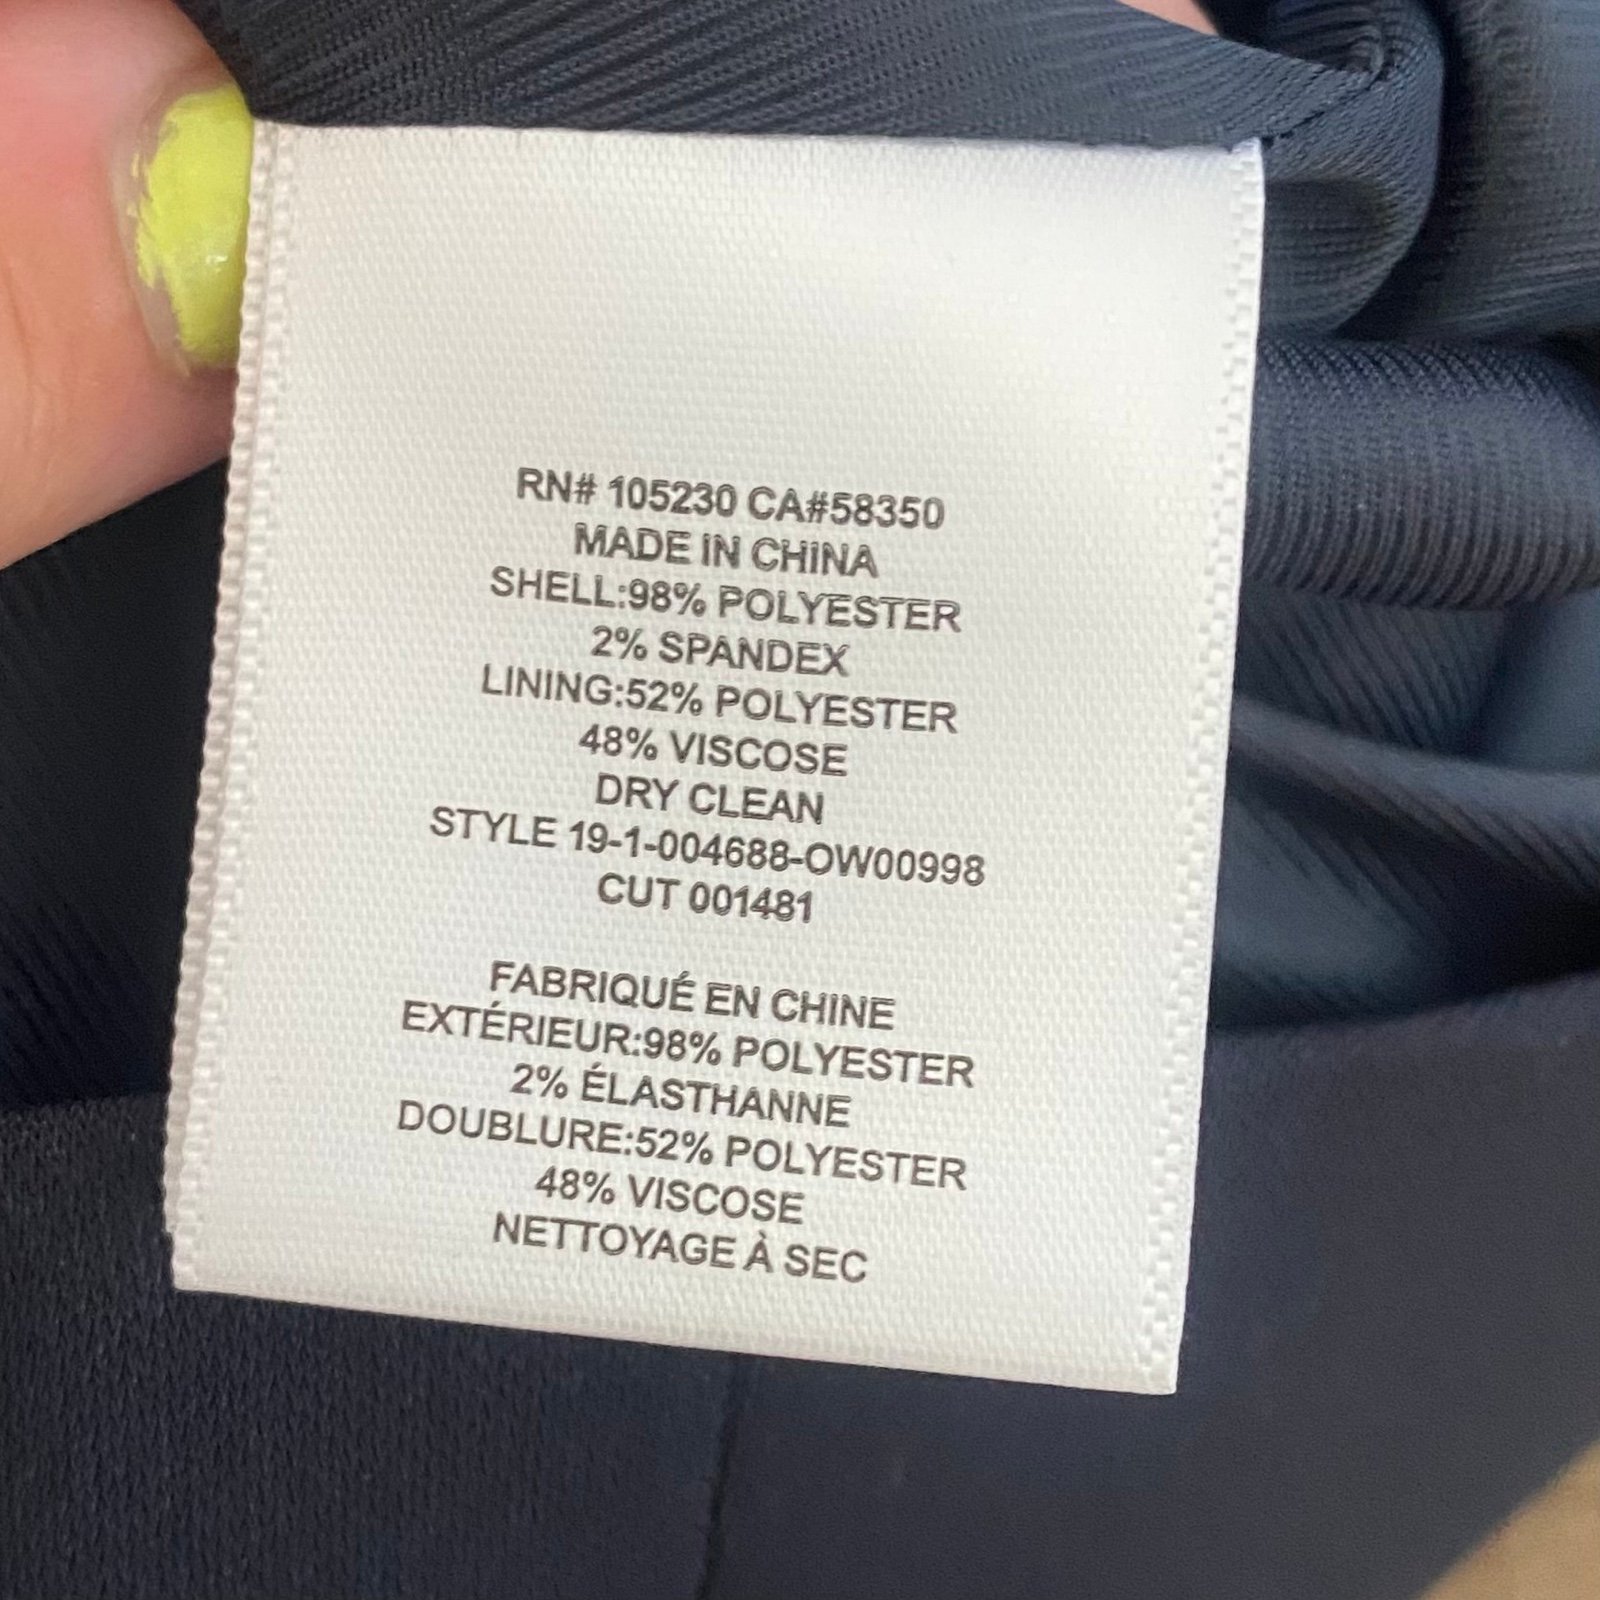 RN# 105230 CA#58350
MADE IN CHINA
SHELL:98% POLYESTER
2% SPANDEX
LINING:52% POLYESTER
48% VISCOSE
DRY CLEAN
STYLE 19-1-004688-OW00998
CUT 001481
FABRIQUÉ EN CHINE
EXTÉRIEUR:98% POLYESTER
2% ÉLASTHANNE
DOUBLURE:52% POLYESTER
48% VISCOSE
NETTOYAGE À SEC